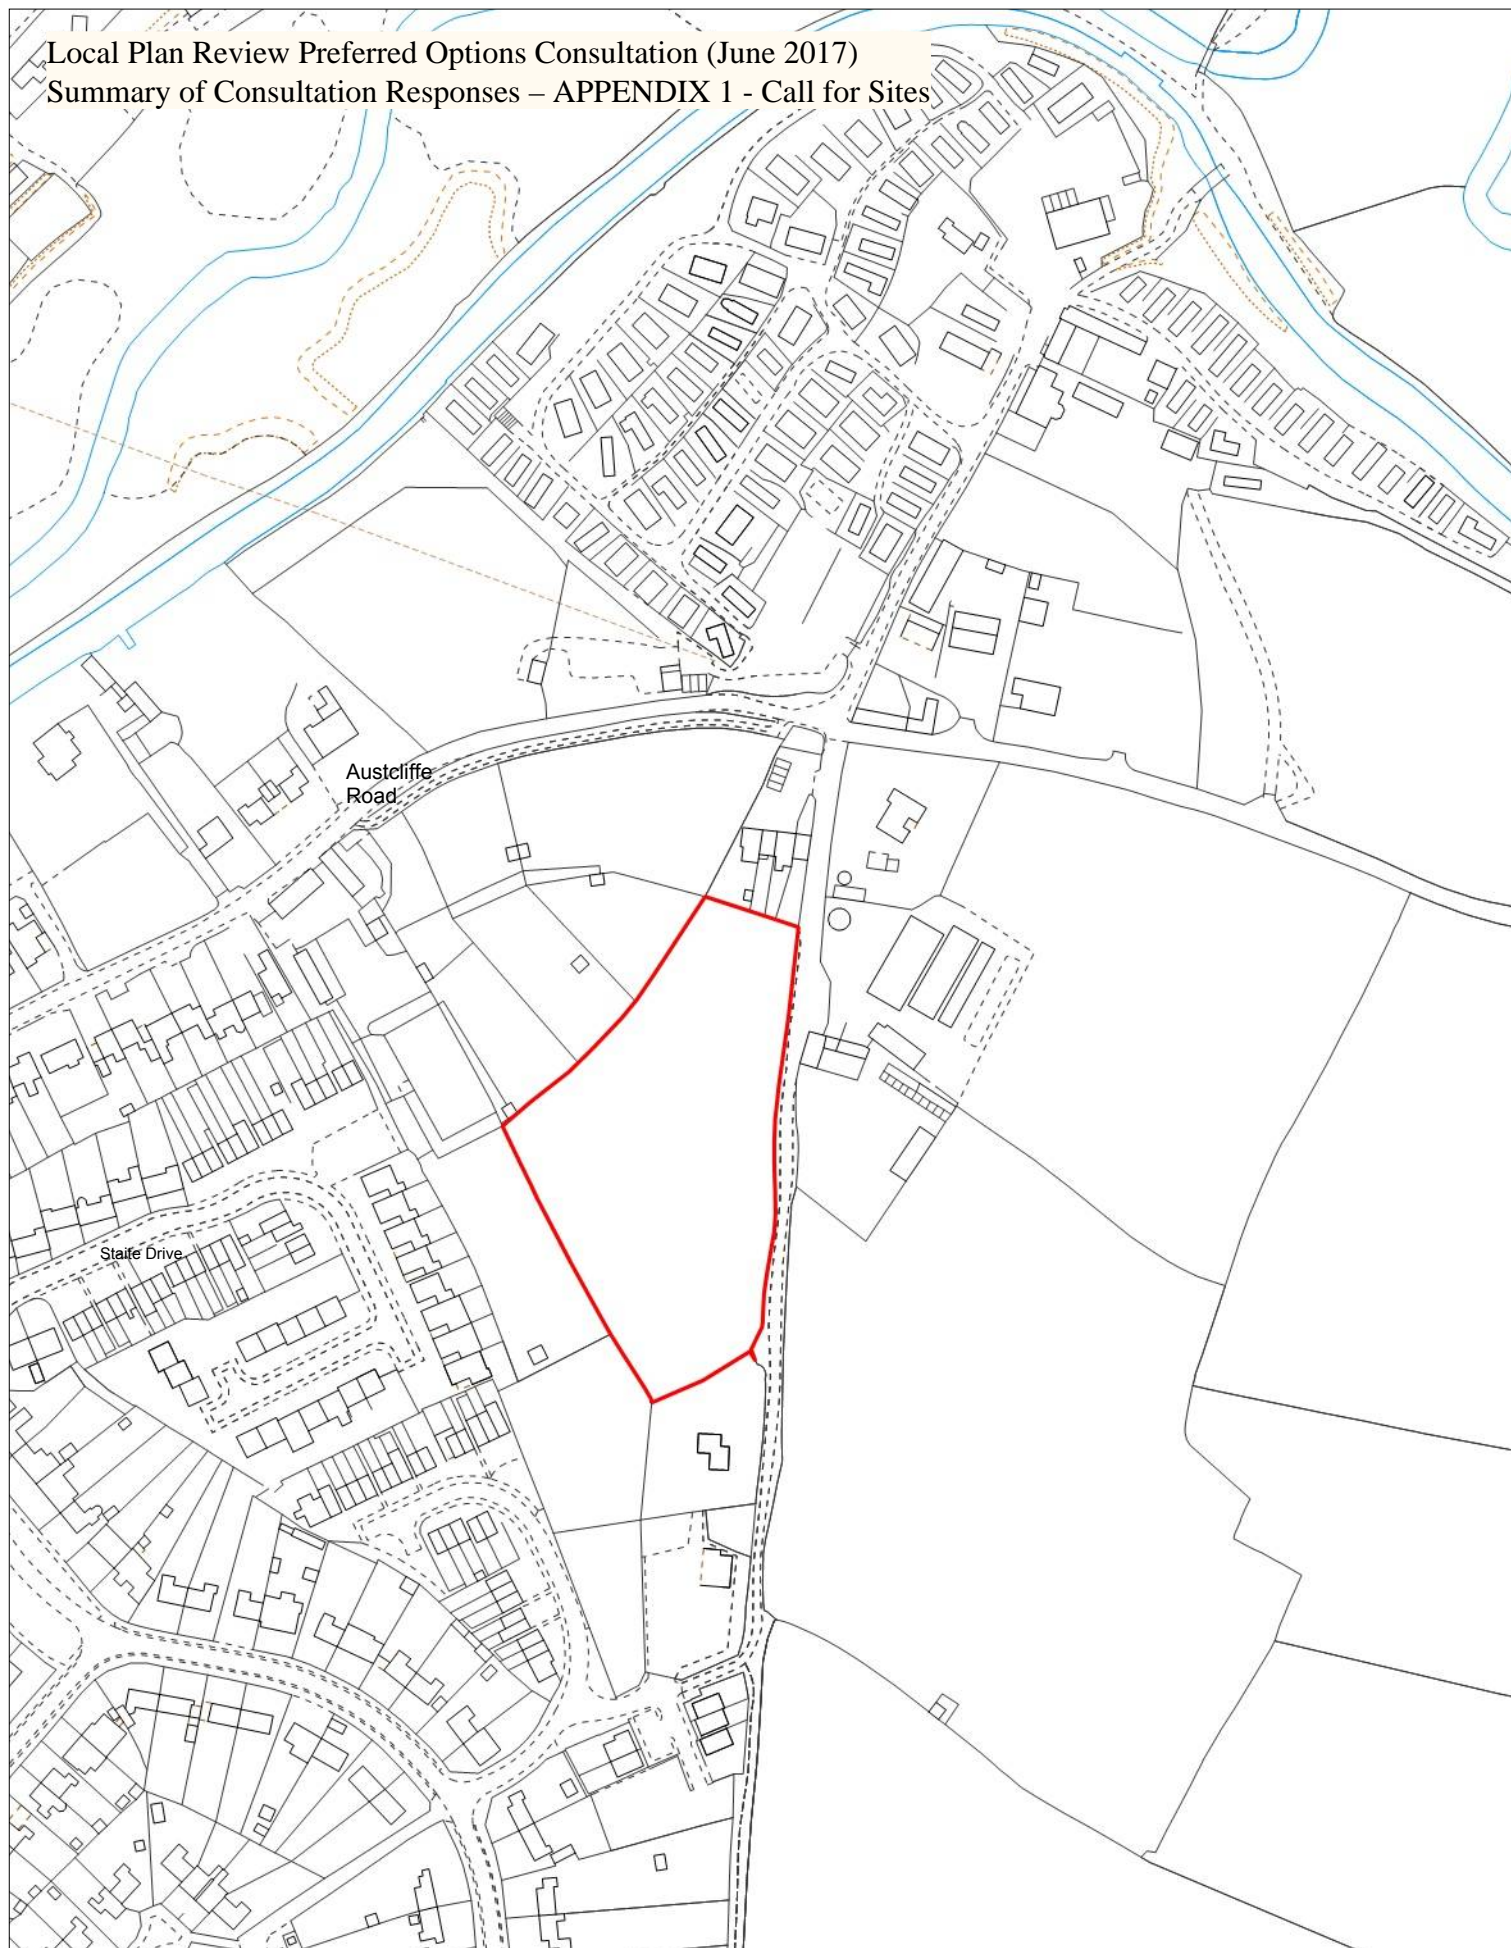 Local Plan Review Preferred Options Consultation (June 2017)
Summary of Consultation Responses – APPENDIX 1 - Call for Sites
Austcliffe
Road
Staite Drive